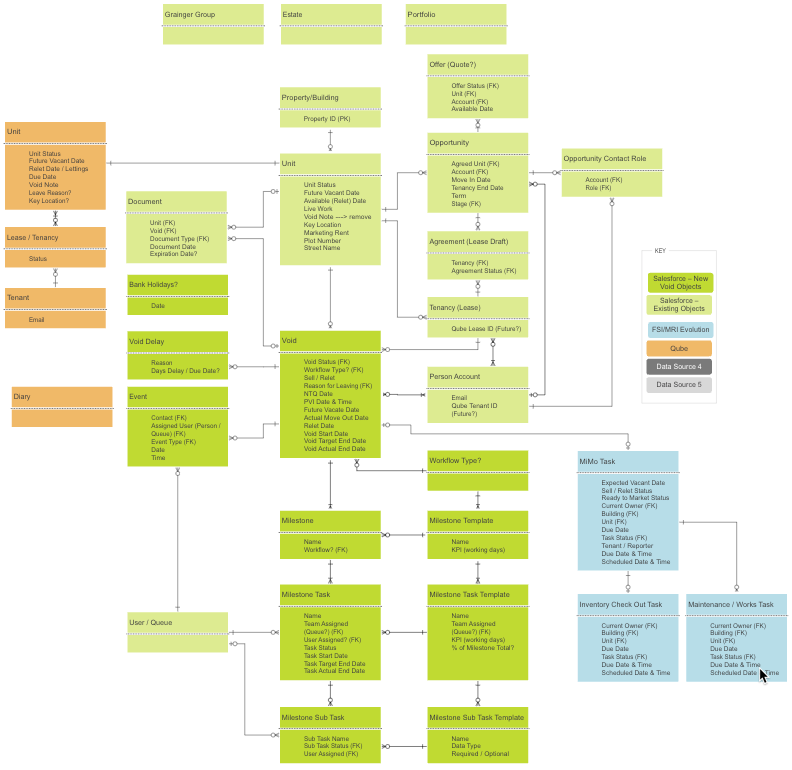 Grainger Group
Estate
Portfolio
Offer (Quote?)
Offer Status (FK)
Unit (FK)
Account (FK)
Available Date
Property/Building
Property ID (PK)
Unit
Unit Status
Future Vacant Date
Relet Date / Lettings
Due Date
Void Note
Leave Reason?
Key Location?
Opportunity
Agreed Unit (FK)
Account (FK)
Move In Date
Tenancy End Date
Term
Stage (FK)
Opportunity Contact Role
Account (FK)
Role (FK)
Unit
Unit Status
Future Vacant Date
Available (Relet) Date
Live Work
Void Note ----> remove
Key Location
Marketing Rent
Plot Number
Street Name
Document
Unit (FK)
Void (FK)
Document Type (FK)
Document Date
Expiration Date?
Lease / Tenancy
Status
Agreement (Lease Draft)
Tenancy (FK)
Agreement Status (FK)
KEY
Salesforce – New
Void Objects
Salesforce –
Existing Objects
FSI/MRI Evolution
Qube
Data Source 4
Data Source 5
Bank Holidays?
Date
Tenant
Email
Tenancy (Lease)
Qube Lease ID (Future?)
Void Delay
Reason
Days Delay / Due Date?
Void
Void Status (FK)
Workflow Type? (FK)
Sell / Relet
Reason for Leaving (FK)
NTQ Date
PVI Date & Time
Future Vacate Date
Actual Move Out Date
Relet Date
Void Start Date
Void Target End Date
Void Actual End Date
Person Account
Email
Qube Tenant ID
(Future?)
Diary
Event
Contact (FK)
Assigned User (Person /
Queue) (FK)
Event Type (FK)
Date
Time
Workflow Type?
MiMo Task
Expected Vacant Date
Sell / Relet Status
Ready to Market Status
Current Owner (FK)
Building (FK)
Unit (FK)
Due Date
Task Status (FK)
Tenant / Reporter
Due Date & Time
Scheduled Date & Time
Milestone
Name
Workflow? (FK)
Milestone Template
Name
KPI (working days)
Milestone Task
Name
Team Assigned
(Queue?) (FK)
User Assigned? (FK)
Task Status
Task Start Date
Task Target End Date
Task Actual End Date
Milestone Task Template
Name
Team Assigned
(Queue?) (FK)
KPI (working days)
% of Milestone Total?
Inventory Check Out Task
Current Owner (FK)
Building (FK)
Unit (FK)
Due Date
Task Status (FK)
Due Date & Time
Scheduled Date & Time
Maintenance / Works Task
Current Owner (FK)
Building (FK)
Unit (FK)
Due Date
Task Status (FK)
Due Date & Time
Scheduled Date & Time
User / Queue
Milestone Sub Task
Sub Task Name
Sub Task Status (FK)
User Assigned (FK)
Milestone Sub Task Template
Name
Data Type
Required / Optional